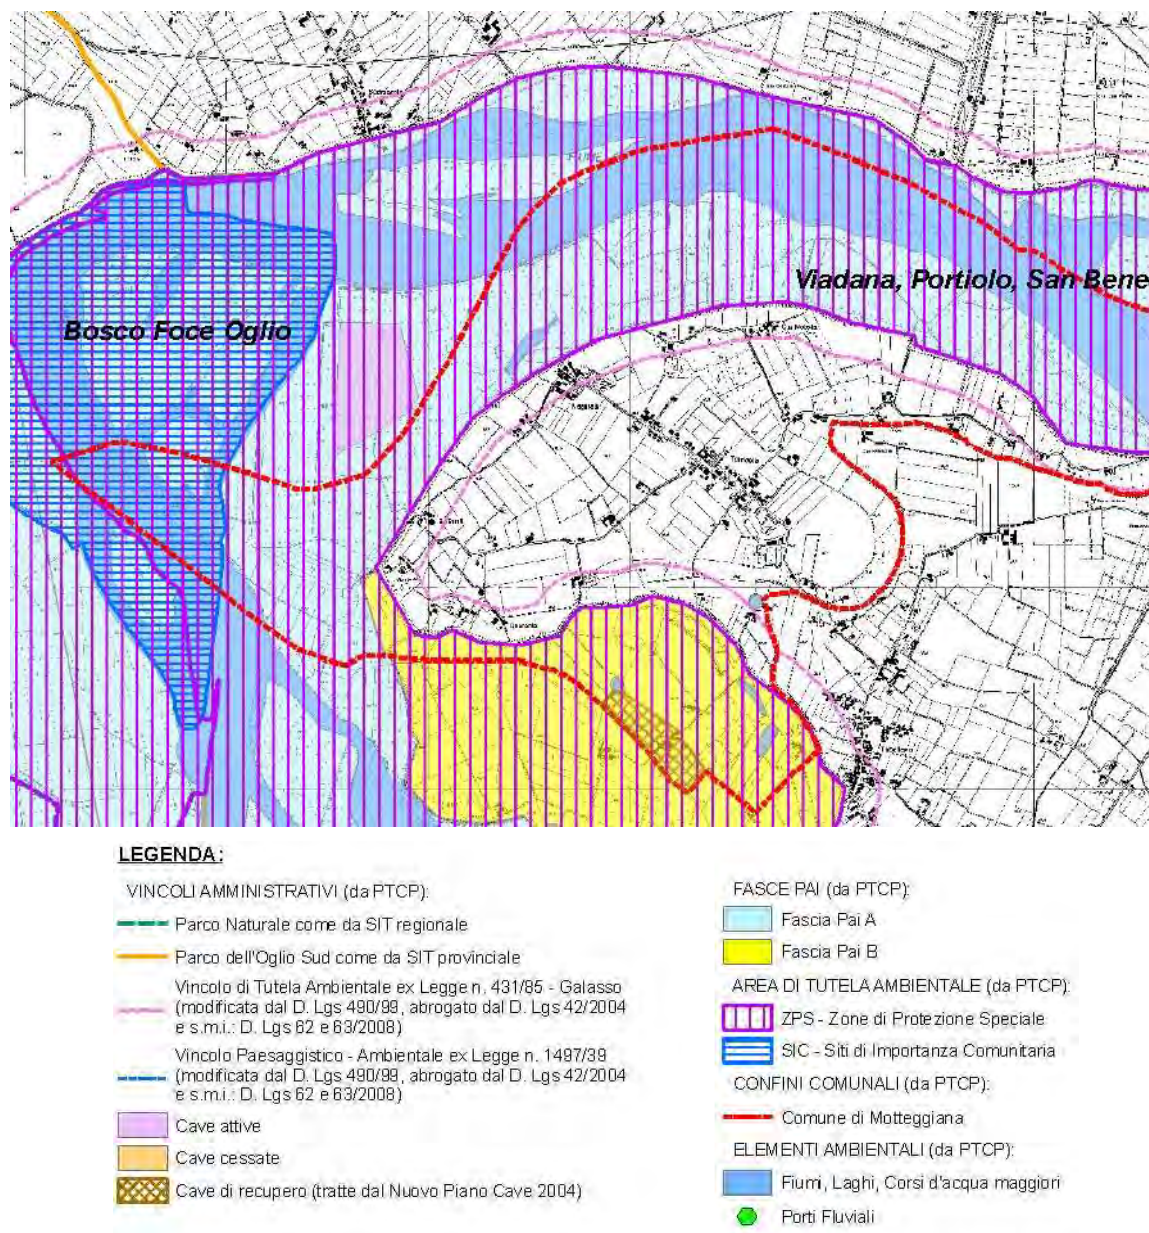 FIUME
Viadana, Portiolo, San Bene
Bosco Foce Oglio
LEGENDA:
VINCOLI AMMINISTRATIVI (da PTCP):
Parco Naturale come da SIT regionale
Parco dell'Oglio Sud come da SIT provinciale
Vincolo di Tutela Ambientale ex Legge n. 431/85 - Galasso
(modificata dal D. Lgs 490/99, abrogato dal D. Lgs 42/2004
e s.m.i.: D. Lgs 62 e 63/2008)
Vincolo Paesaggistico - Ambientale ex Legge n. 1497/39
(modificata dal D. Lgs 490/99, abrogato dal D. Lgs 42/2004
e s.m.i.: D. Lgs 62 e 63/2008)
Cave attive
Cave cessate
Cave di recupero (tratte dal Nuovo Piano Cave 2004)
FASCE PAI (da PTCP):
Fascia Pai A
Fascia Pai B
AREA DI TUTELA AMBIENTALE (da PTCP):
ZPS - Zone di Protezione Speciale
SIC - Siti di Importanza Comunitaria
CONFINI COMUNALI (da PTCP):
Comune di Motteggiana
ELEMENTI AMBIENTALI (da PTCP):
Fiumi, Laghi, Corsi d'acqua maggiori
Porti Fluviali